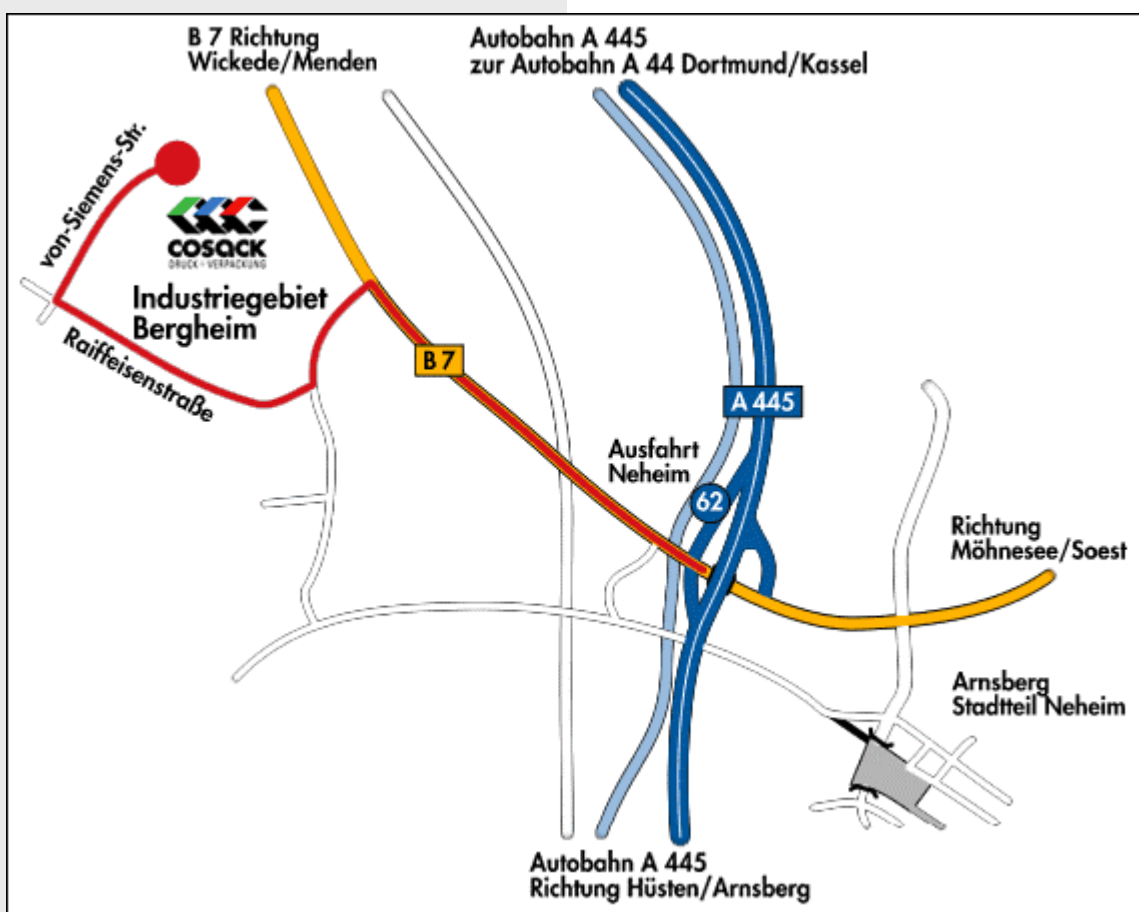 B 7 Richtung
Wickede/Menden
Autobahn A 445
zur Autobahn A 44 Dortmund/Kassel
von-Siemens-Str.
COSACK
DRUCK + VERPACKUNG
Industriegebiet
Bergheim
Raiffeisenstraße
B 7
A 445
Ausfahrt
Neheim
62
Richtung
Möhnesee/Soest
Arnsberg
Stadtteil Neheim
Autobahn A 445
Richtung Hüsten/Arnsberg